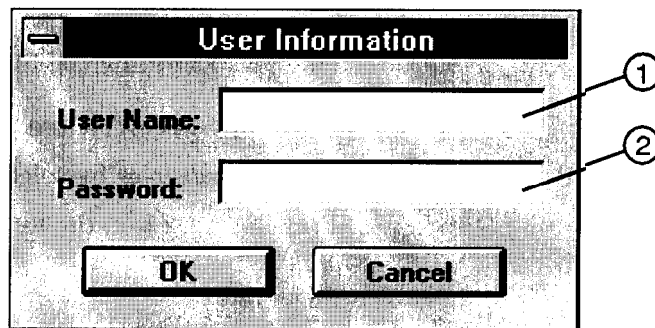 User Information
1
User Name:
2
Password:
OK Cancel